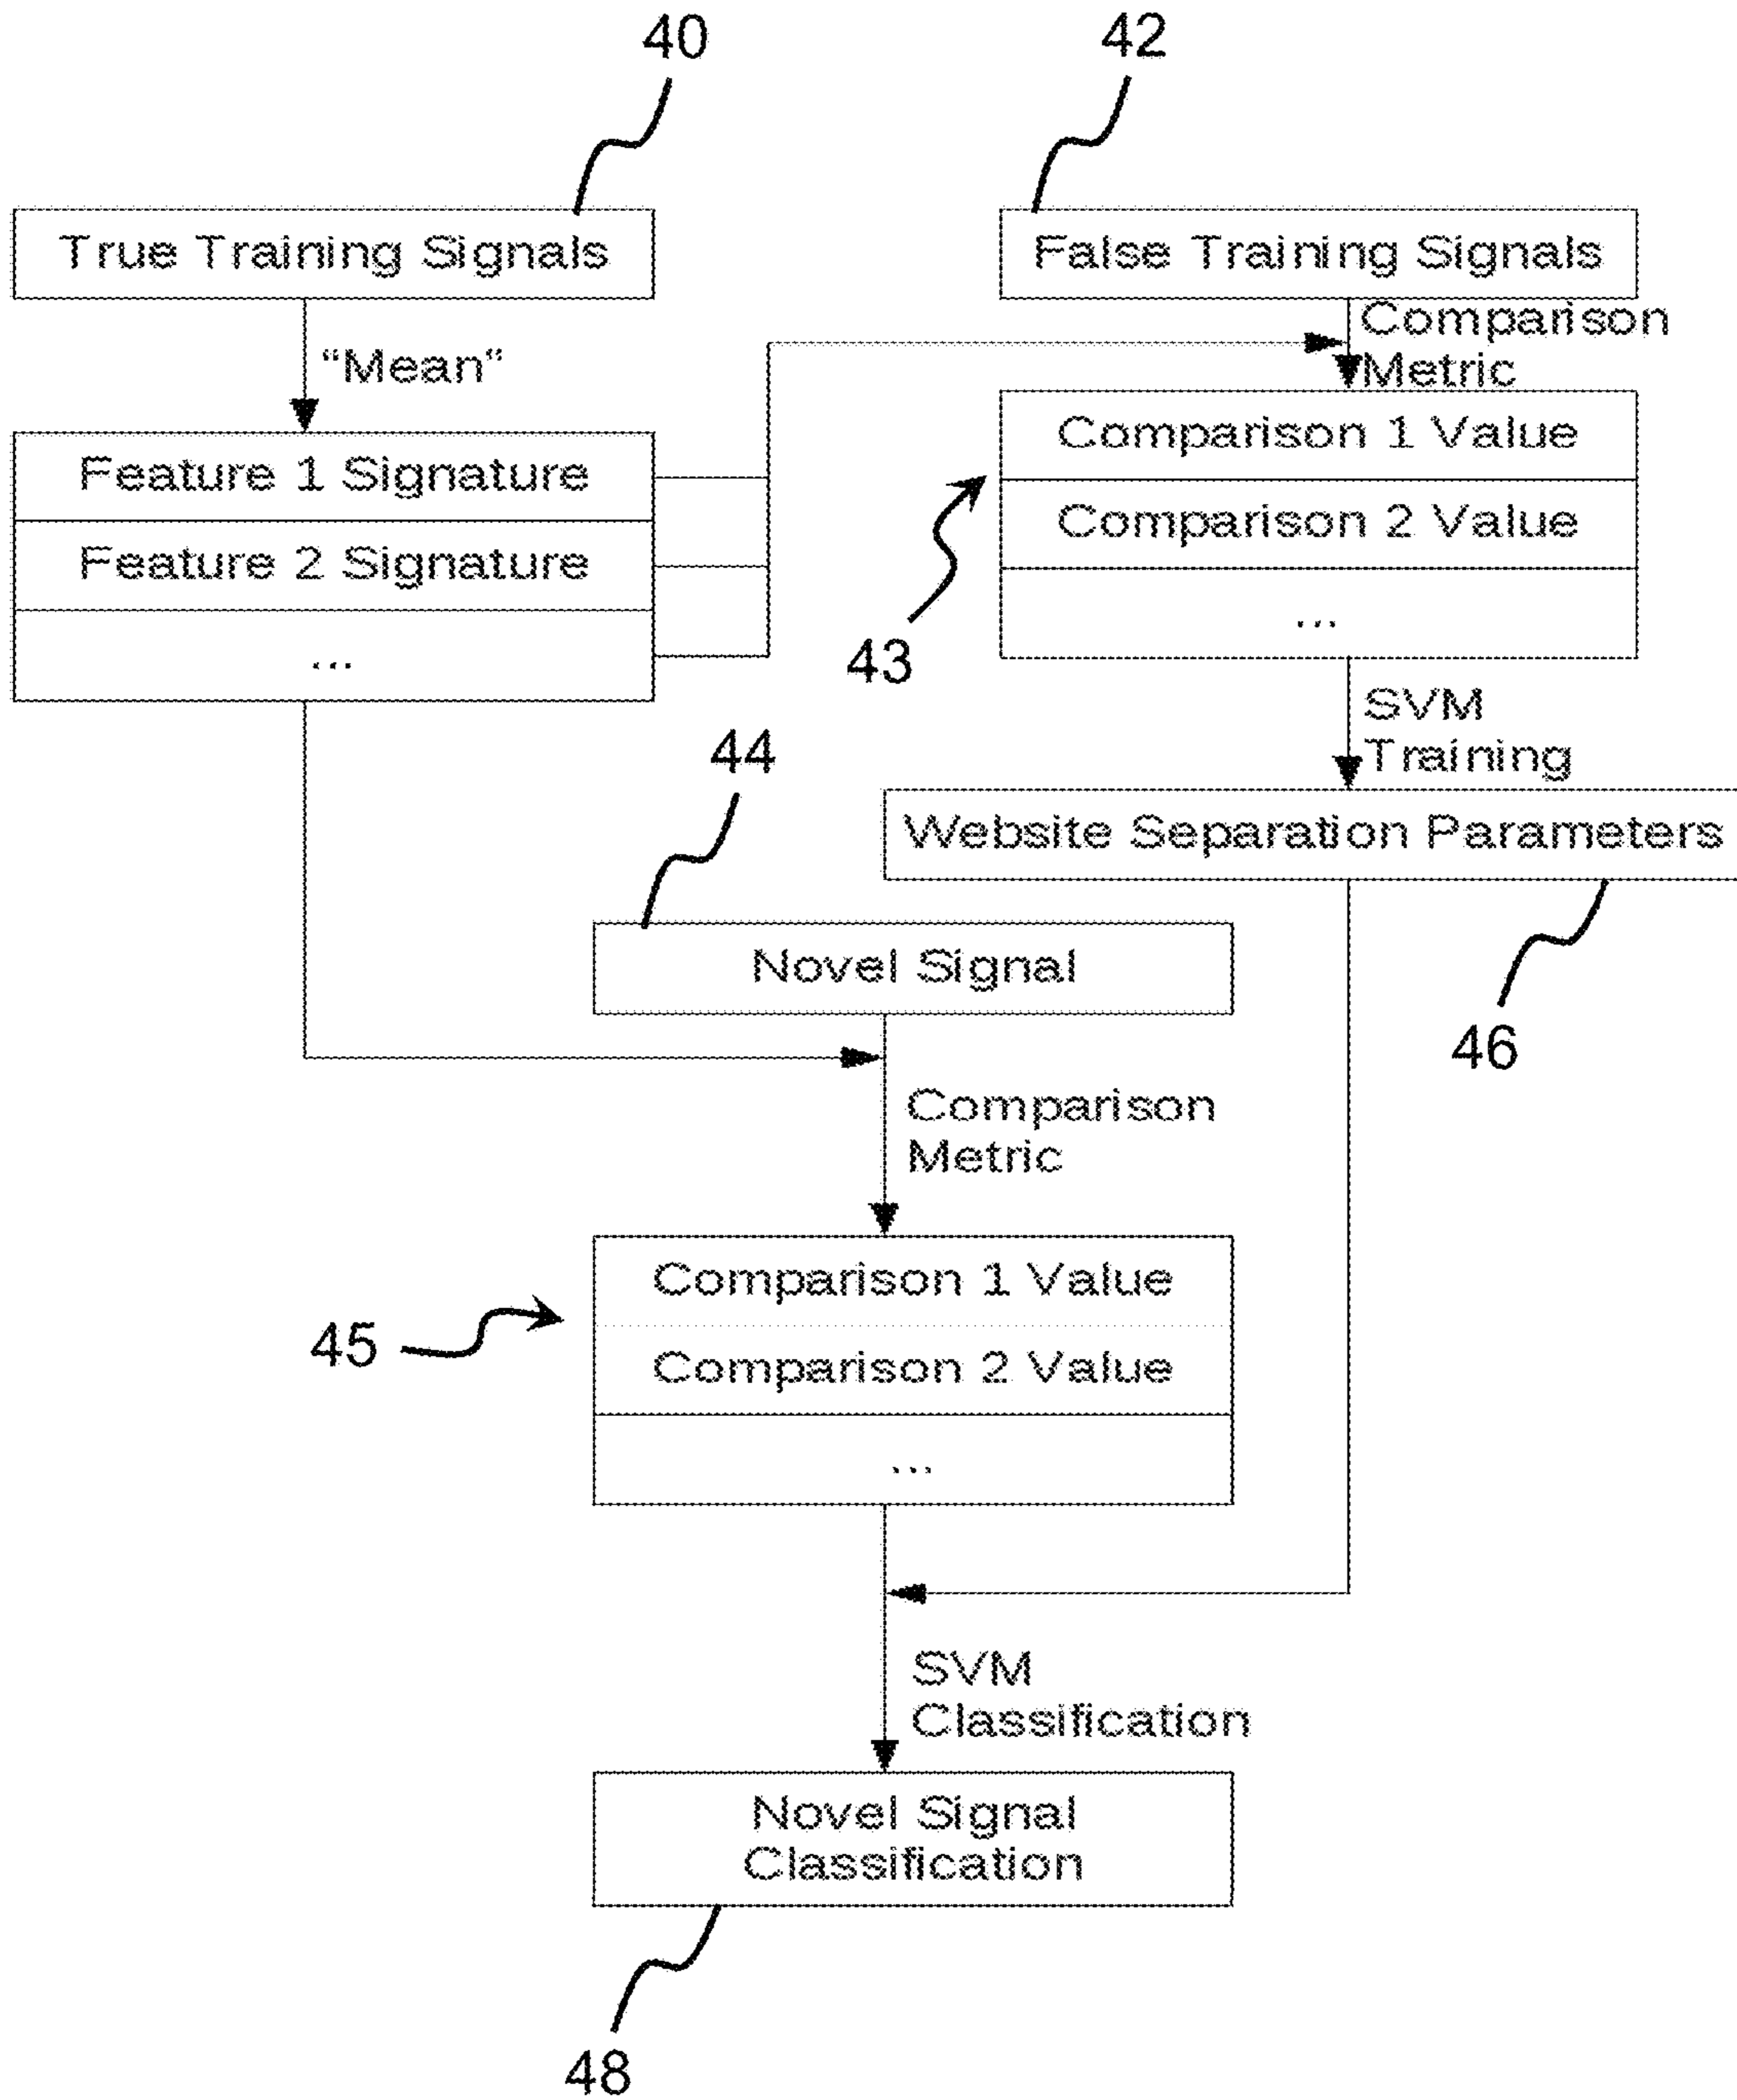 40
42
True Training Signals
False Training Signals
“Mean“
Comparison
Metric
Feature 1 Signature
Feature 2 Signature
...
Comparison 1 Value
Comparison 2 Value
...
43
SVM
Training
44
Website Separation Parameters
Novel Signal
46
Comparison
Metric
Comparison 1 Value
Comparison 2 Value
...
45
SVM
Classification
Novel Signal
Classification
48